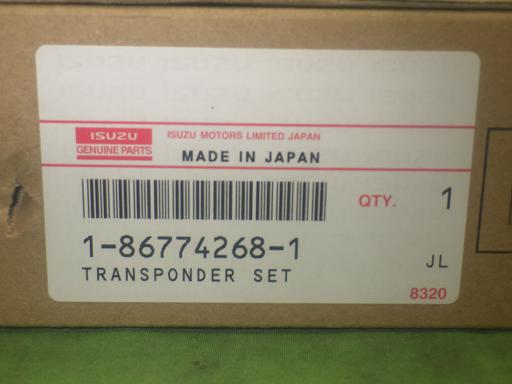 ISUZU
GENUINE PARTS
ISUZU MOTORS LIMITED JAPAN
MADE IN JAPAN
QTY. 1
1-86774268-1
TRANSPONDER SET
JL
8320